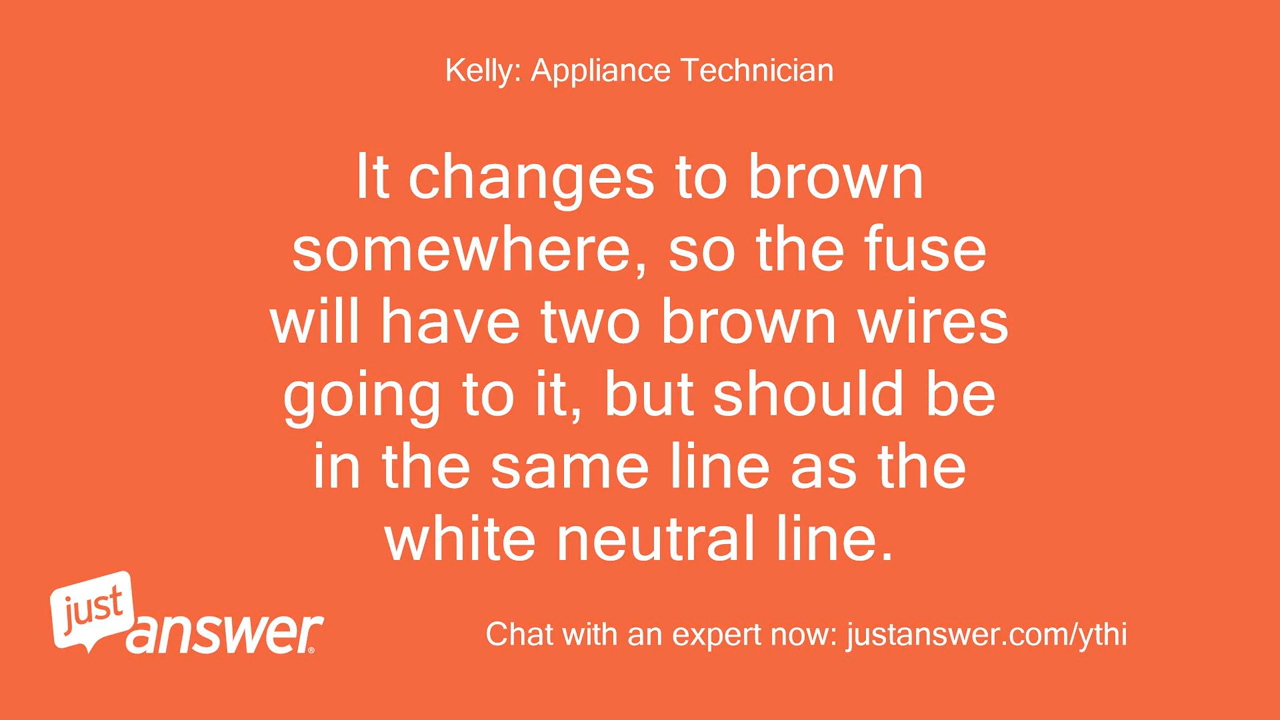 Kelly: Appliance Technician
It changes to brown
somewhere, so the fuse
will have two brown wires
going to it, but should be
in the same line as the
white neutral line.
just
answer®
Chat with an expert now: justanswer.com/ythi